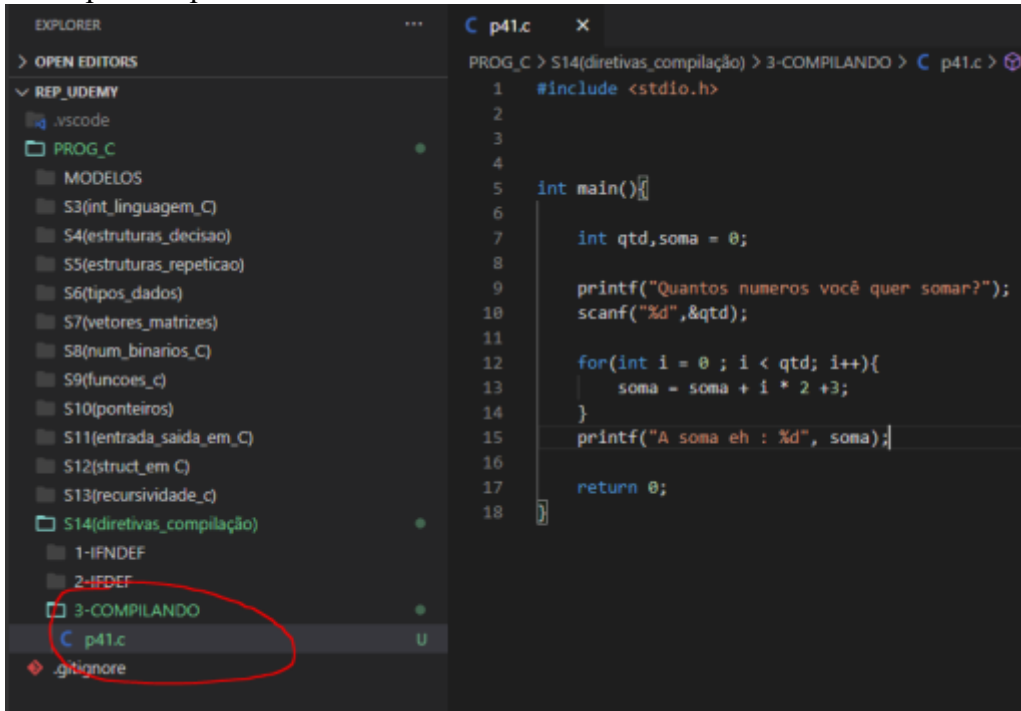 EXPLORER
OPEN EDITORS
REP_UDEMY
.vscode
PROG_C
MODELOS
S3(int_linguagem_C)
S4(estruturas_decisao)
S5(estruturas_repeticao)
S6(tipos_dados)
S7(vetores_matrizes)
S8(num_binarios_C)
S9(funcoes_c)
S10(ponteiros)
S11(entrada_saida_em_C)
S12(struct_em C)
S13(recursividade_c)
S14(diretivas_compilação)
1-IFNDEF
2-IFDEF
3-COMPILANDO
C p41.c U
.gitignore
C p41.c ×
PROG_C > S14(diretivas_compilação) > 3-COMPILANDO > C p41.c >
1 #include <stdio.h>
2
3
4
5 int main(){
6
7 int qtd,soma = 0;
8
9 printf("Quantos numeros você quer somar?");
10 scanf("%d",&qtd);
11
12 for(int i = 0 ; i < qtd; i++){
13 soma = soma + i * 2 +3;
14 }
15 printf("A soma eh : %d", soma);
16
17 return 0;
18 }